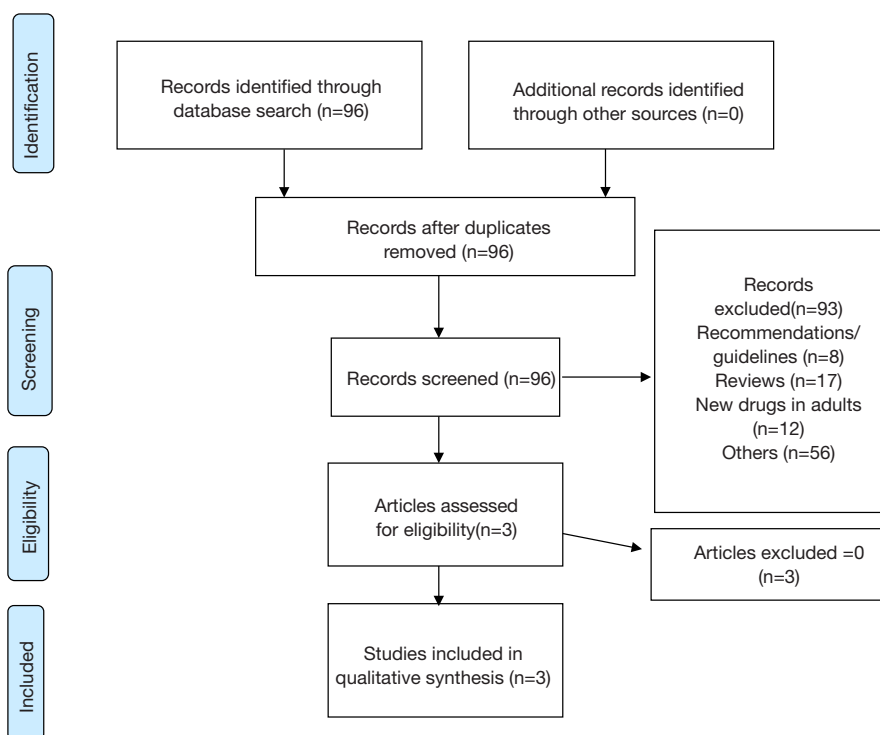 Identification
Records identified through
database search (n=96)
Additional records identified
through other sources (n=0)
Records after duplicates
removed (n=96)
Screening
Records screened (n=96)
Records
excluded(n=93)
Recommendations/
guidelines (n=8)
Reviews (n=17)
New drugs in adults
(n=12)
Others (n=56)
Eligibility
Articles assessed
for eligibility(n=3)
Articles excluded =0
(n=3)
Included
Studies included in
qualitative synthesis (n=3)